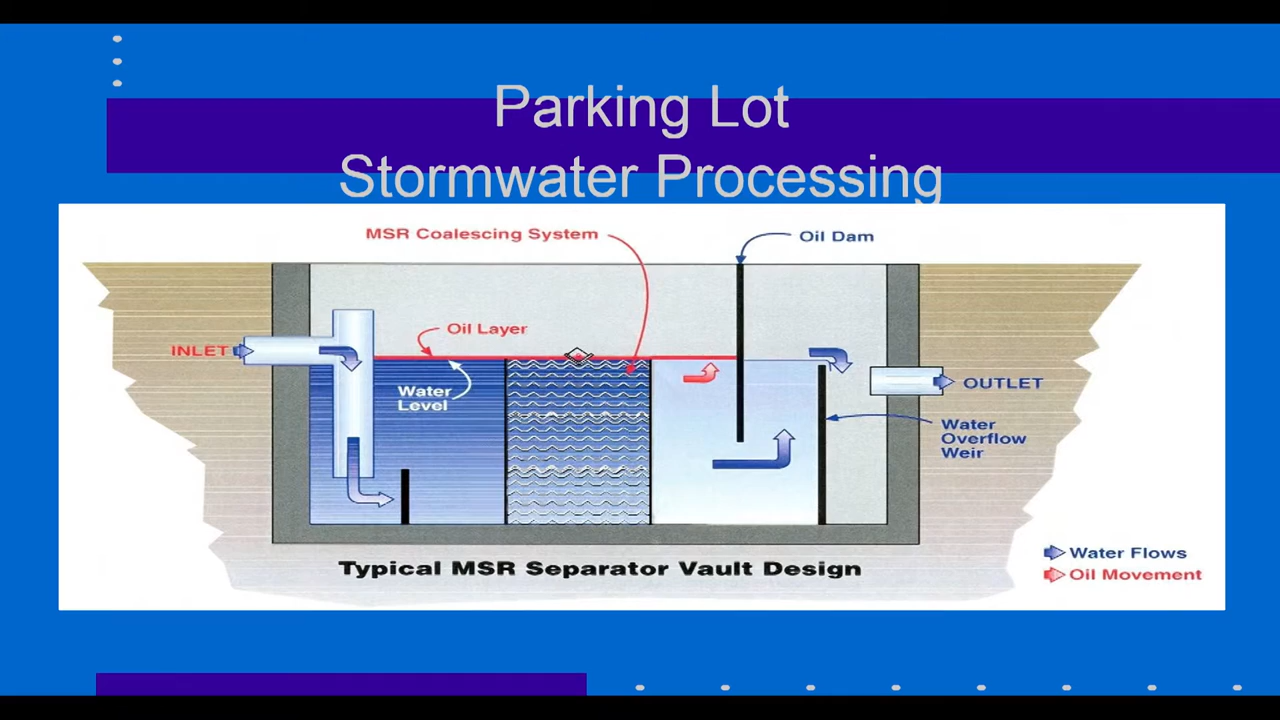 Parking Lot
Stormwater Processing
MSR Coalescing System
Oil Dam
Oil Layer
INLET
Water
Level
OUTLET
Water
Overflow
Weir
Typical MSR Separator Vault Design
Water Flows
Oil Movement